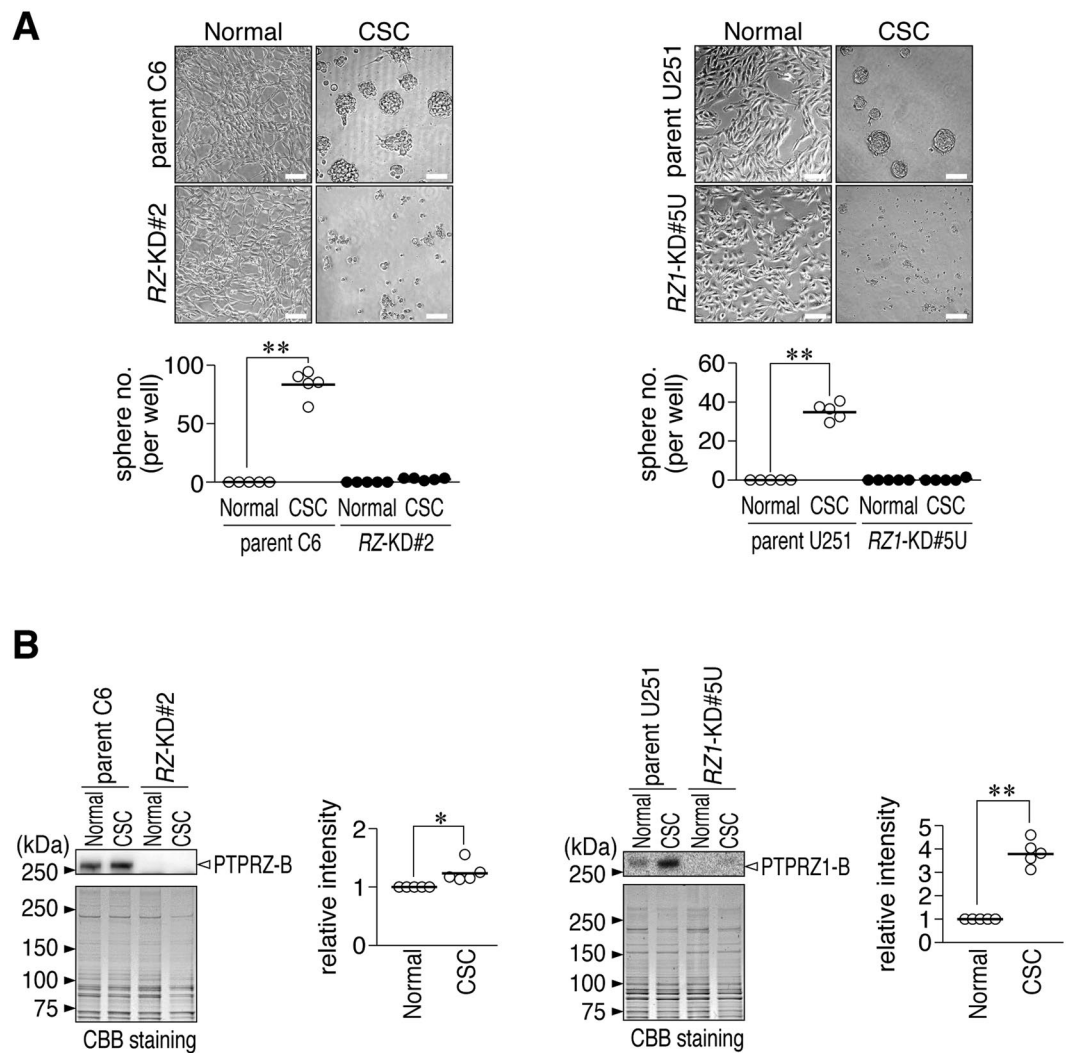 A
Normal CSC
parent C6
RZ-KD#2
sphere no.
(per well)
100
50
0
Normal CSC Normal CSC
parent C6 RZ-KD#2
**
Normal CSC
parent U251
RZ1-KD#5U
sphere no.
(per well)
60
40
20
0
Normal CSC Normal CSC
parent U251 RZ1-KD#5U
**
B
parent C6 RZ-KD#2
Normal CSC Normal CSC
(kDa)
250
PTPRZ-B
250
150
100
75
CBB staining
relative intensity
2
1
0
*
Normal CSC
parent U251 RZ1-KD#5U
Normal CSC Normal CSC
(kDa)
250
PTPRZ1-B
250
150
100
75
CBB staining
relative intensity
5
4
3
2
1
0
**
Normal CSC